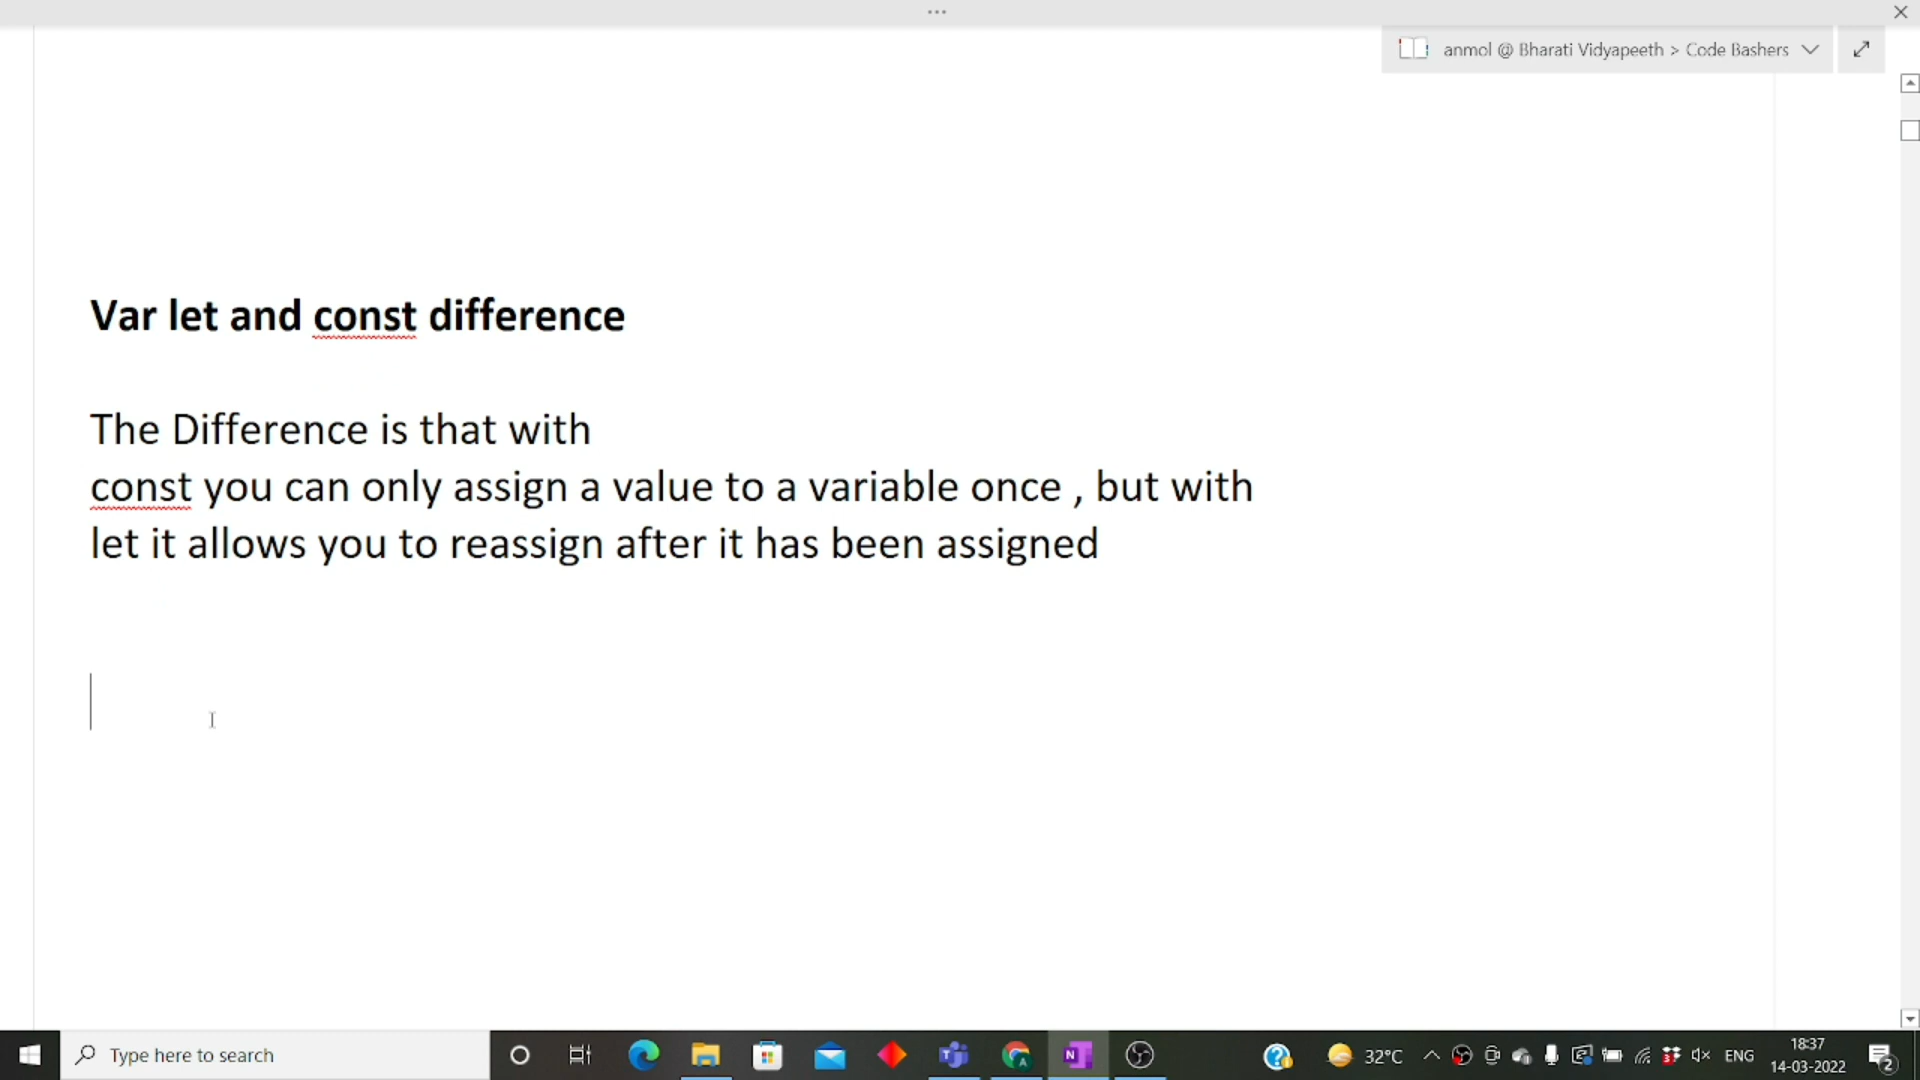 anmol @ Bharati Vidyapeeth > Code Bashers
Var let and const difference
The Difference is that with
const you can only assign a value to a variable once , but with
let it allows you to reassign after it has been assigned
Type here to search
32°C
ENG
18:37
14-03-2022
2